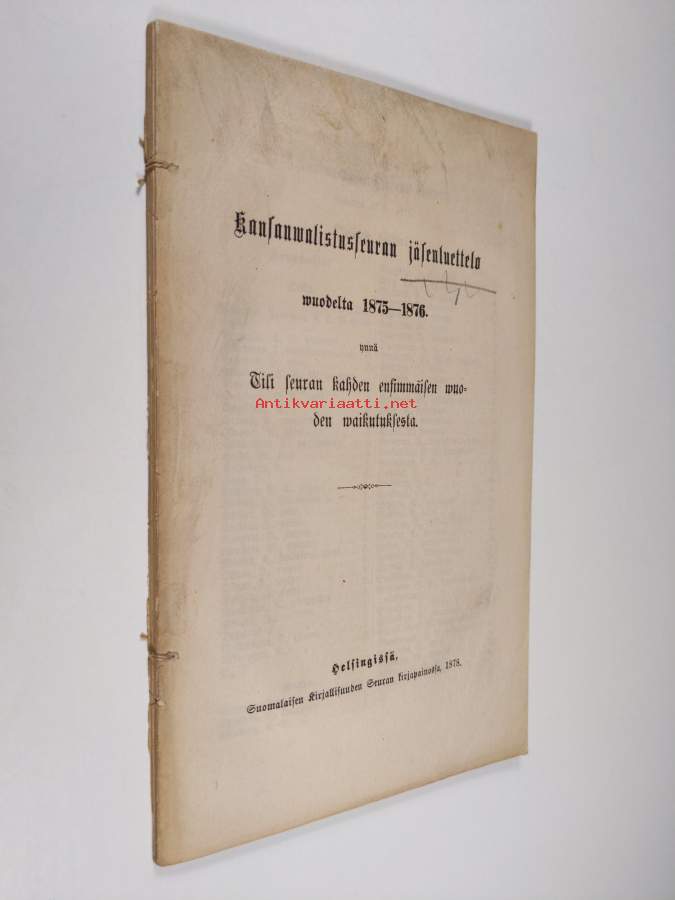 Kansanwalistusseuran jäsenluettelo
wuodelta 1875—1876.
ynnä
Tili seuran kahden ensimmäisen wuo-
Antikvariaatti.net
den waikutuksesta.
Helsingissä,
Suomalaisen Kirjallisuuden Seuran kirjapainossa, 1878.